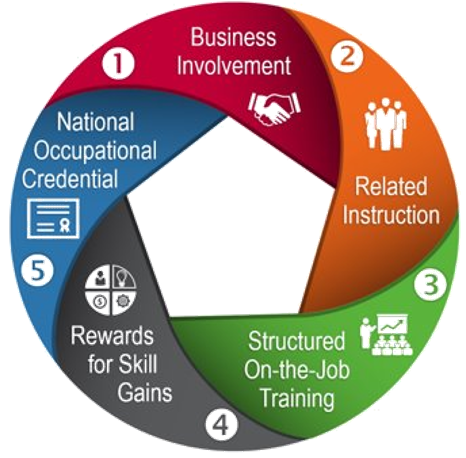 1
Business
Involvement
2
Related
Instruction
3
Structured
On-the-Job
Training
4
Rewards
for Skill
Gains
5
National
Occupational
Credential